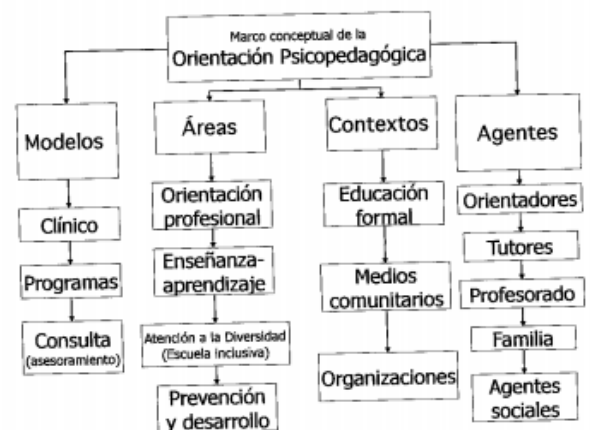 Marco conceptual de la
Orientación Psicopedagógica
Modelos
Clínico
Programas
Consulta
(asesoramiento)
Áreas
Orientación
profesional
Enseñanza-
aprendizaje
Atención a la Diversidad
(Escuela inclusiva)
Prevención
y desarrollo
Contextos
Educación
formal
Medios
comunitarios
Organizaciones
Agentes
Orientadores
Tutores
Profesorado
Familia
Agentes
sociales